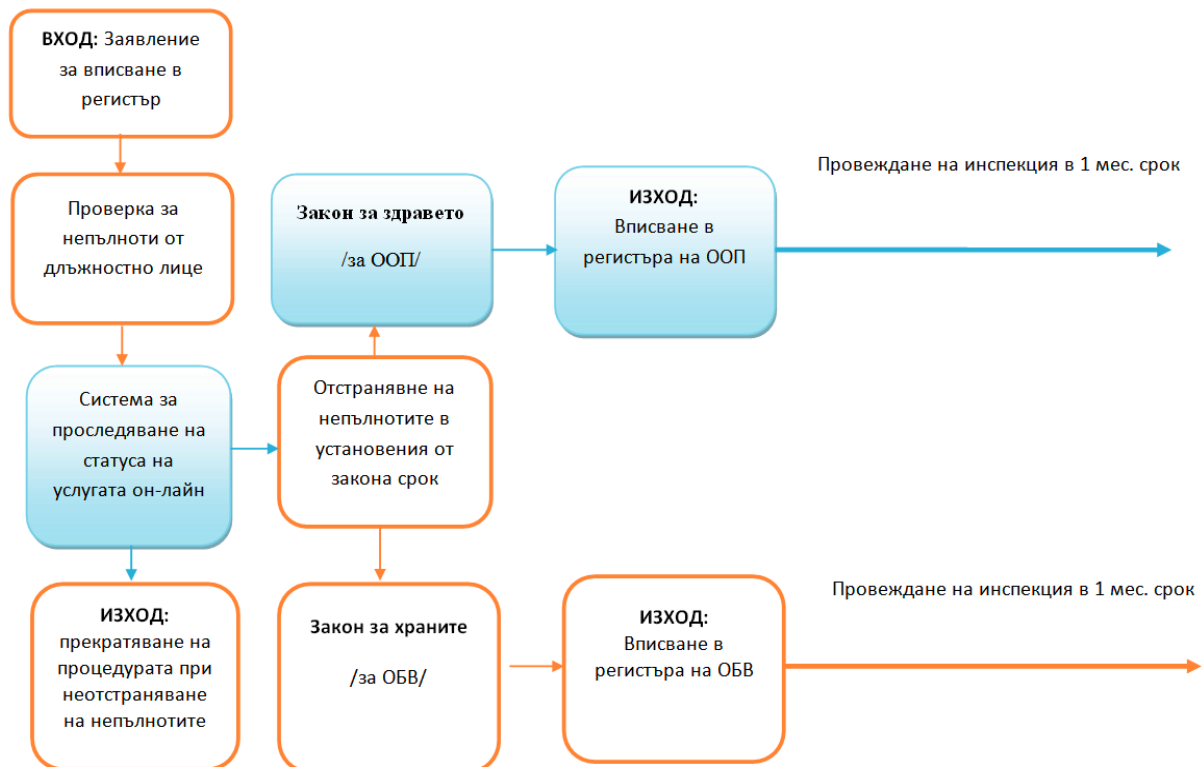 ВХОД: Заявление
за вписване в
регистър
Проверка за
непълноти от
длъжностно лице
Система за
проследяване на
статуса на
услугата он-лайн
ИЗХОД:
прекратяване на
процедурата при
неотстраняване
на непълнотите
Отстранявне на
непълнотите в
установения от
закона срок
Закон за здравето
/за ООП/
ИЗХОД:
Вписване в
регистъра на ООП
Провеждане на инспекция в 1 мес. срок
Закон за храните
/за ОБВ/
ИЗХОД:
Вписване в
регистъра на ОБВ
Провеждане на инспекция в 1 мес. срок